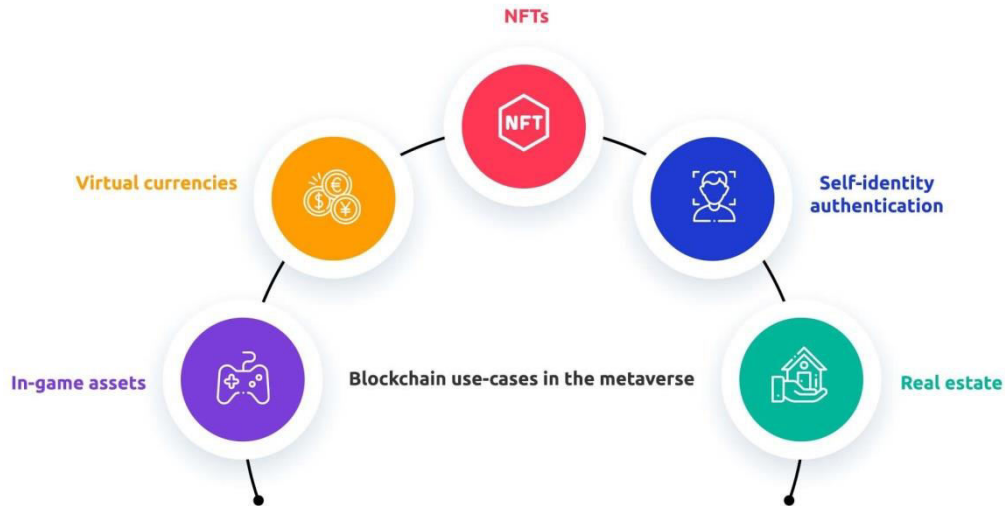 NFTs
NFT
Virtual currencies
€
$
¥
Self-identity
authentication
In-game assets
Blockchain use-cases in the metaverse
Real estate